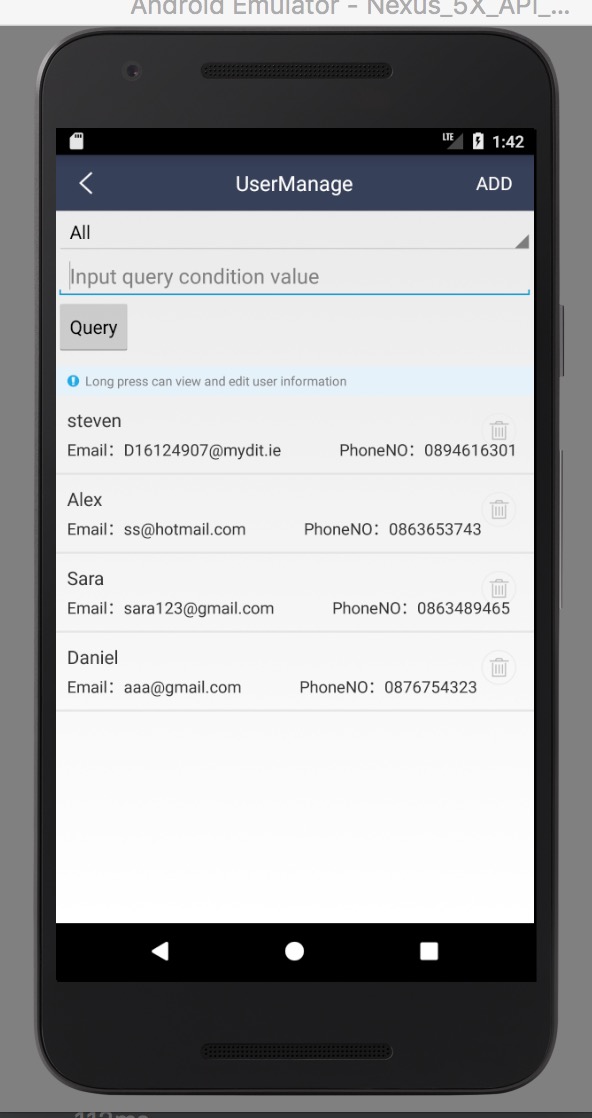 Android Emulator - Nexus_5X_API_...
LTE 1:42
UserManage ADD
All
Input query condition value
Query
Long press can view and edit user information
steven
Email： D16124907@mydit.ie PhoneNO： 0894616301
Alex
Email： ss@hotmail.com PhoneNO： 0863653743
Sara
Email： sara123@gmail.com PhoneNO： 0863489465
Daniel
Email： aaa@gmail.com PhoneNO： 0876754323